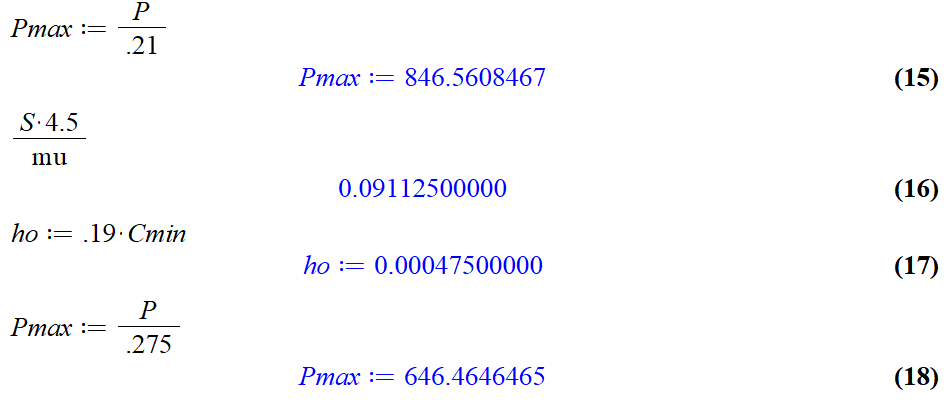 Pmax := P/.21
Pmax := 846.5608467 (15)
S·4.5/mu
0.09112500000 (16)
ho := .19·Cmin
ho := 0.00047500000 (17)
Pmax := P/.275
Pmax := 646.4646465 (18)